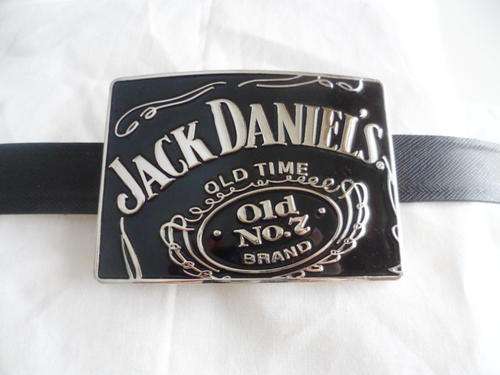 JACK DANIEL'S®
OLD TIME
Old
No.7
BRAND